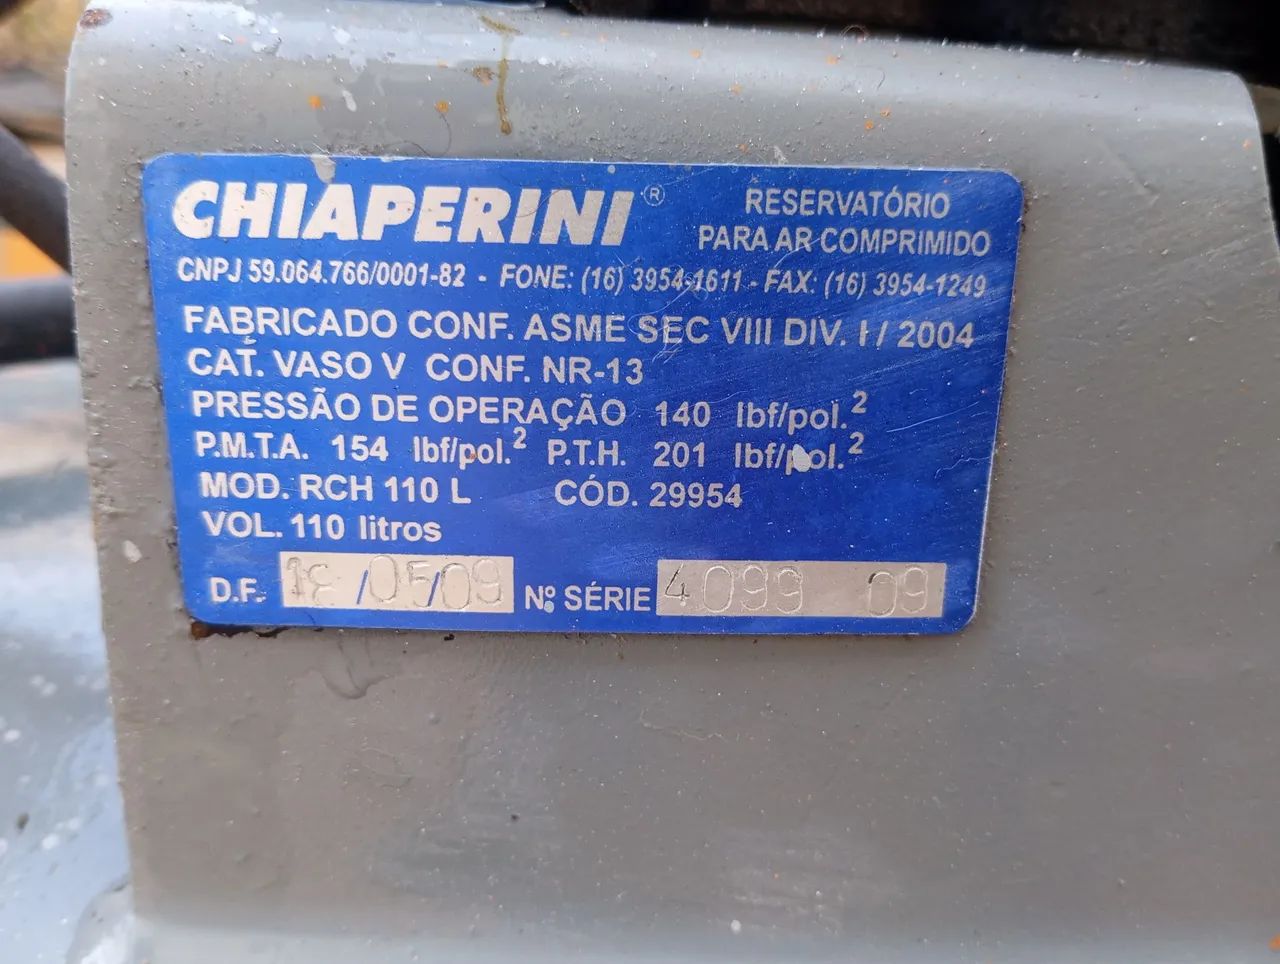 CHIAPERINI®
RESERVATÓRIO
PARA AR COMPRIMIDO
CNPJ 59.064.766/0001-82 - FONE: (16) 3954-1611 - FAX: (16) 3954-1249
FABRICADO CONF. ASME SEC VIII DIV. I / 2004
CAT. VASO V CONF. NR-13
PRESSÃO DE OPERAÇÃO 140 lbf/pol.²
P.M.T.A. 154 lbf/pol.² P.T.H. 201 lbf/pol.²
MOD. RCH 110 L CÓD. 29954
VOL. 110 litros
D.F. /05/09 Nº SÉRIE 4099 09